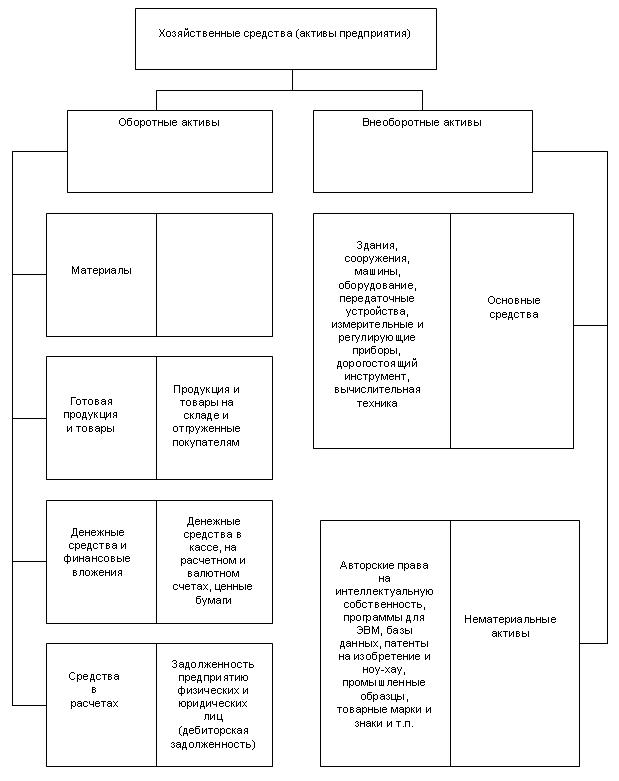 Хозяйственные средства (активы предприятия)
Оборотные активы
Внеоборотные активы
Материалы
Готовая
продукция
и товары
Продукция и
товары на
складе и
отгруженные
покупателям
Денежные
средства и
финансовые
вложения
Денежные
средства в
кассе, на
расчетном и
валютном
счетах, ценные
бумаги
Средства
в
расчетах
Задолженность
предприятию
физических и
юридических
лиц
(дебиторская
задолженность)
Здания,
сооружения,
машины,
оборудование,
передаточные
устройства,
измерительные и
регулирующие
приборы,
дорогостоящий
инструмент,
вычислительная
техника
Основные
средства
Авторские права
на
интеллектуальную
собственность,
программы для
ЭВМ, базы
данных, патенты
на изобретение и
ноу-хау,
промышленные
образцы,
товарные марки и
знаки и т.п.
Нематериальные
активы